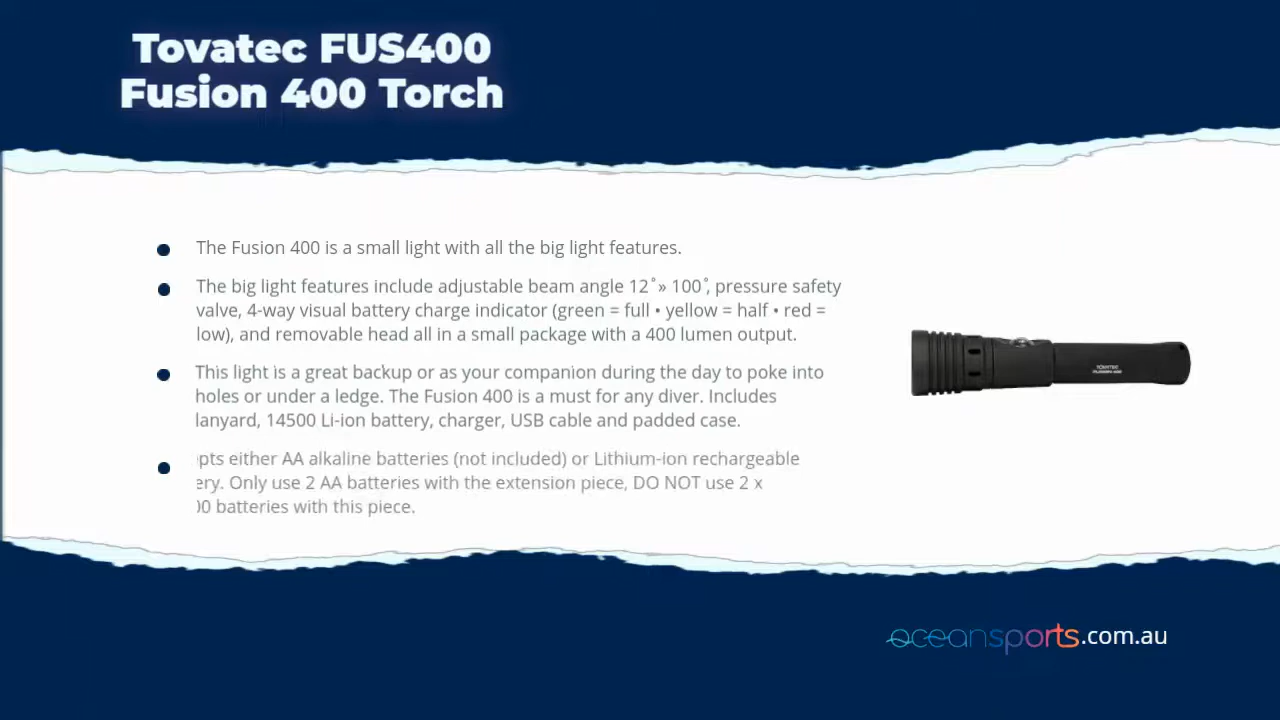 Tovatec FUS400
Fusion 400 Torch
The Fusion 400 is a small light with all the big light features.
The big light features include adjustable beam angle 12˚» 100˚, pressure safety
valve, 4-way visual battery charge indicator (green = full • yellow = half • red =
low), and removable head all in a small package with a 400 lumen output.
This light is a great backup or as your companion during the day to poke into
holes or under a ledge. The Fusion 400 is a must for any diver. Includes
lanyard, 14500 Li-ion battery, charger, USB cable and padded case.
pts either AA alkaline batteries (not included) or Lithium-ion rechargeable
ery. Only use 2 AA batteries with the extension piece, DO NOT use 2 x
00 batteries with this piece.
TOVATEC
FUSION 400
oceansports.com.au